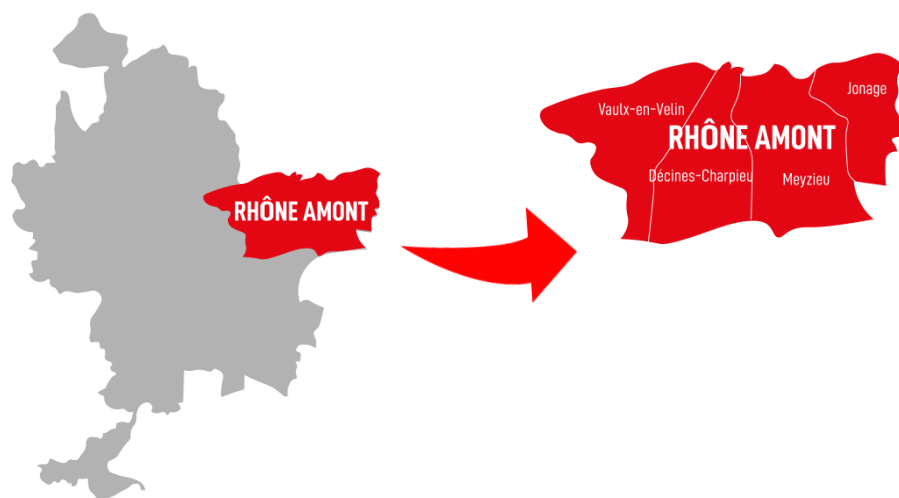 RHÔNE AMONT
Vaulx-en-Velin
Jonage
RHÔNE AMONT
Décines-Charpieu
Meyzieu